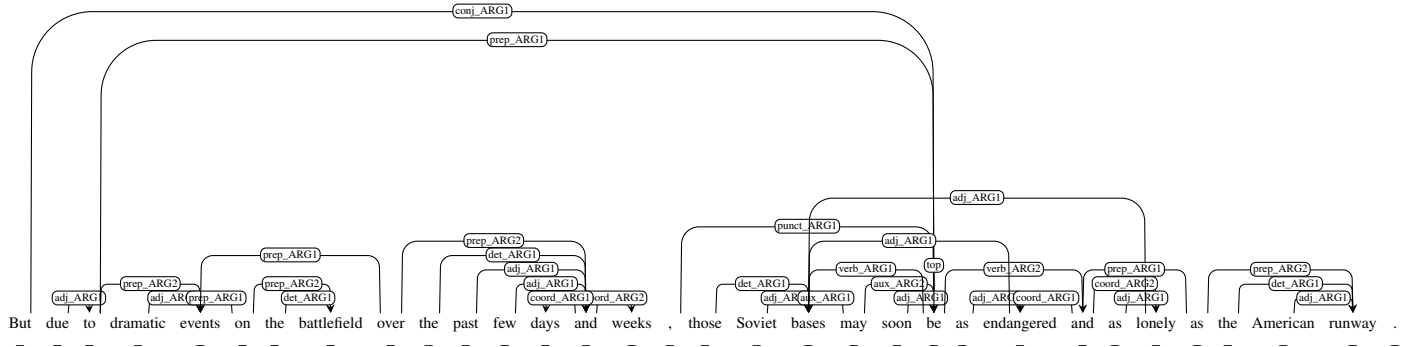 conj_ARG1
prep_ARG1
adj_ARG1
punct_ARG1
prep_ARG2 adj_ARG1
prep_ARG1 det_ARG1
top
prep_ARG2 prep_ARG2 adj_ARG1 verb_ARG1 verb_ARG2 prep_ARG1 prep_ARG2
det_ARG1 adj_ARG1 det_ARG1 aux_ARG2 coord_ARG2 det_ARG1
adj_ARG1 prep_ARG1 det_ARG1 coord_ARG1 aux_ARG1 adj_ARG1 coord_ARG1 adj_ARG1 adj_ARG1
But due to dramatic events on the battlefield over the past few days and weeks , those Soviet bases may soon be as endangered and as lonely as the American runway .
_ _ _ _ _ _ _ _ _ _ _ _ _ _ _ _ _ _ _ _ _ _ _ _ _ _ _ _ _ _ _ _ _